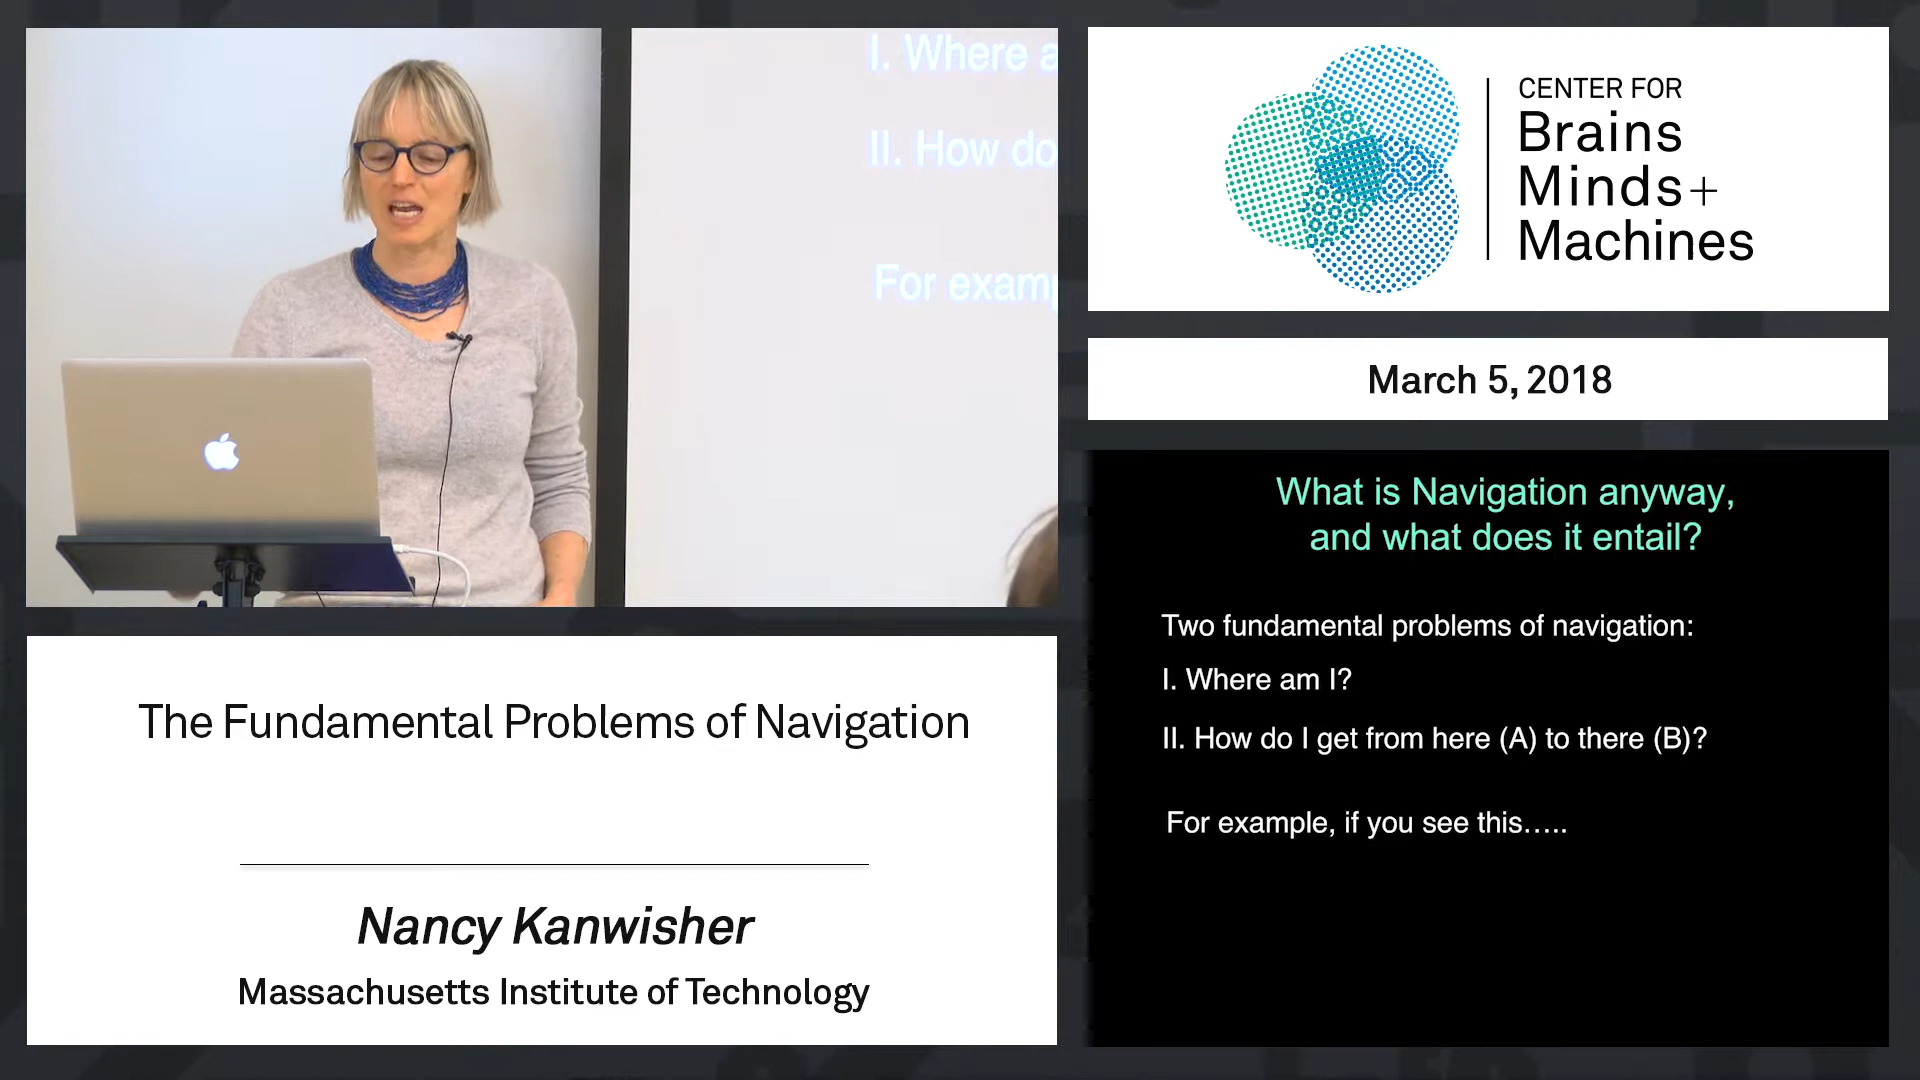 I. Where a
II. How do
For examp
CENTER FOR
Brains
Minds+
Machines
March 5, 2018
What is Navigation anyway,
and what does it entail?
Two fundamental problems of navigation:
I. Where am I?
II. How do I get from here (A) to there (B)?
For example, if you see this…..
The Fundamental Problems of Navigation
Nancy Kanwisher
Massachusetts Institute of Technology